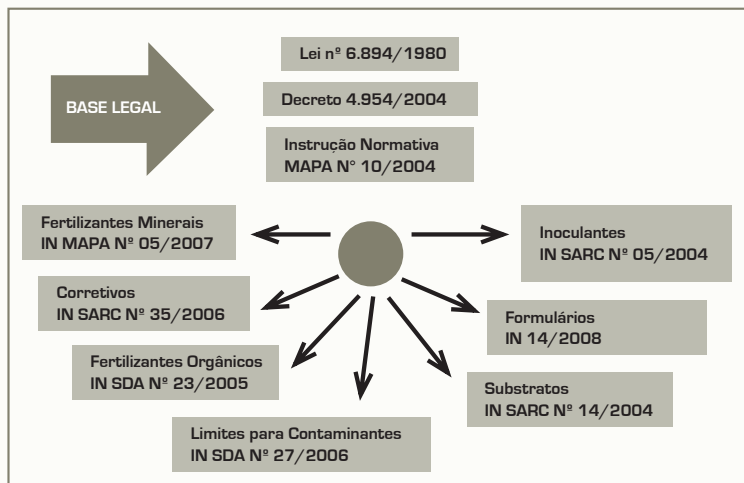 BASE LEGAL
Lei nº 6.894/1980
Decreto 4.954/2004
Instrução Normativa
MAPA N° 10/2004
Fertilizantes Minerais
IN MAPA Nº 05/2007
Corretivos
IN SARC Nº 35/2006
Fertilizantes Orgânicos
IN SDA Nº 23/2005
Limites para Contaminantes
IN SDA Nº 27/2006
Inoculantes
IN SARC Nº 05/2004
Formulários
IN 14/2008
Substratos
IN SARC Nº 14/2004